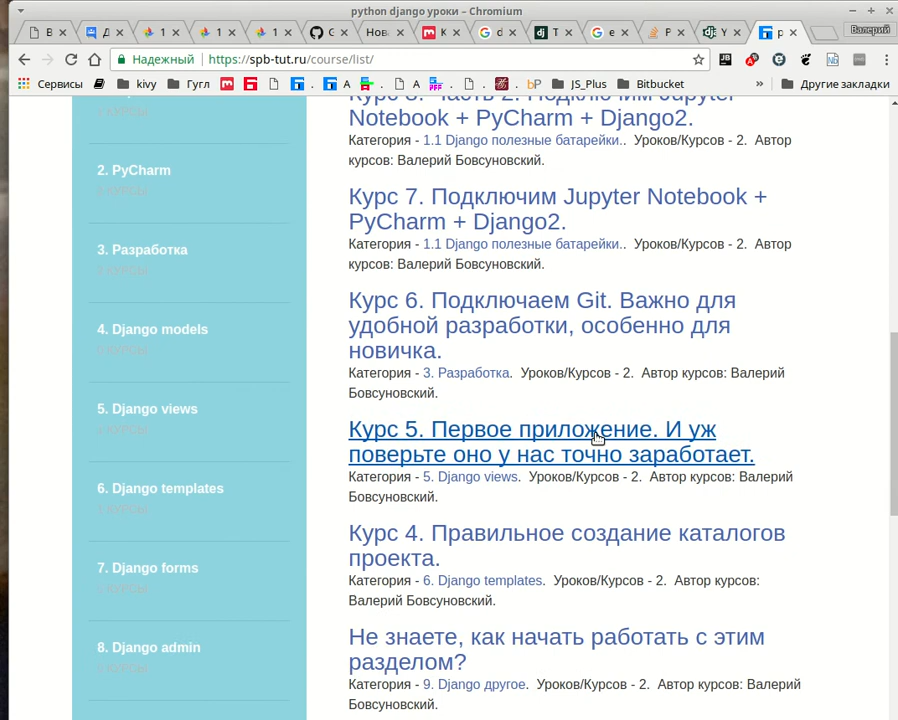 python django уроки – Chromium
Валерий
Надежный https://spb-tut.ru/course/list/
Сервисы kivy Гугл A A bP JS_Plus Bitbucket » Другие закладки
2. PyCharm
3. Разработка
4. Django models
5. Django views
6. Django templates
7. Django forms
8. Django admin
Notebook + PyCharm + Django2.
Категория - 1.1 Django полезные батарейки.. Уроков/Курсов - 2. Автор
курсов: Валерий Бовсуновский.
Курс 7. Подключим Jupyter Notebook +
PyCharm + Django2.
Категория - 1.1 Django полезные батарейки.. Уроков/Курсов - 2. Автор
курсов: Валерий Бовсуновский.
Курс 6. Подключаем Git. Важно для
удобной разработки, особенно для
новичка.
Категория - 3. Разработка. Уроков/Курсов - 2. Автор курсов: Валерий
Бовсуновский.
Курс 5. Первое приложение. И уж
поверьте оно у нас точно заработает.
Категория - 5. Django views. Уроков/Курсов - 2. Автор курсов: Валерий
Бовсуновский.
Курс 4. Правильное создание каталогов
проекта.
Категория - 6. Django templates. Уроков/Курсов - 2. Автор курсов:
Валерий Бовсуновский.
Не знаете, как начать работать с этим
разделом?
Категория - 9. Django другое. Уроков/Курсов - 2. Автор курсов: Валерий
Бовсуновский.